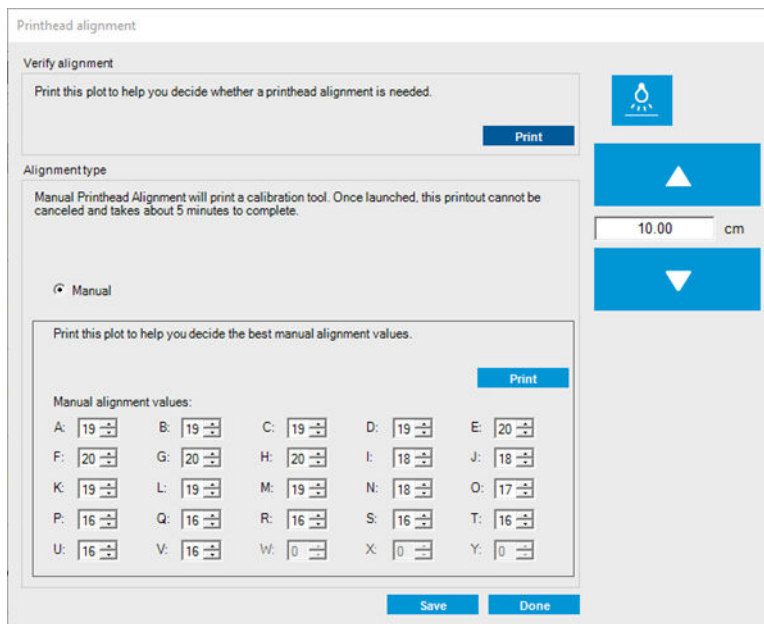 Printhead alignment
Verify alignment
Print this plot to help you decide whether a printhead alignment is needed.
Print
Alignment type
Manual Printhead Alignment will print a calibration tool. Once launched, this printout cannot be
canceled and takes about 5 minutes to complete.
Manual
Print this plot to help you decide the best manual alignment values.
Print
Manual alignment values:
A: 19 B: 19 C: 19 D: 19 E: 20
F: 20 G: 20 H: 20 I: 18 J: 18
K: 19 L: 19 M: 19 N: 18 O: 17
P: 16 Q: 16 R: 16 S: 16 T: 16
U: 16 V: 16 W: 0 X: 0 Y: 0
Save Done
10.00 cm